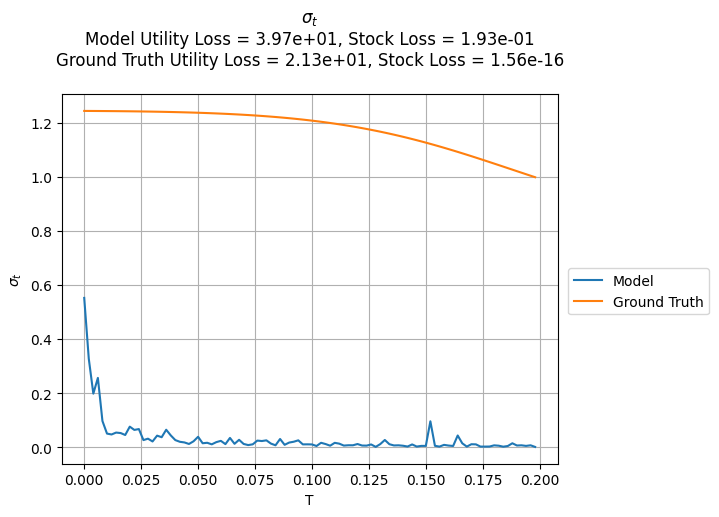 σ_t
Model Utility Loss = 3.97e+01, Stock Loss = 1.93e-01
Ground Truth Utility Loss = 2.13e+01, Stock Loss = 1.56e-16
1.2
1.0
0.8
0.6
0.4
0.2
0.0
σ_t
0.000 0.025 0.050 0.075 0.100 0.125 0.150 0.175 0.200
T
Model
Ground Truth